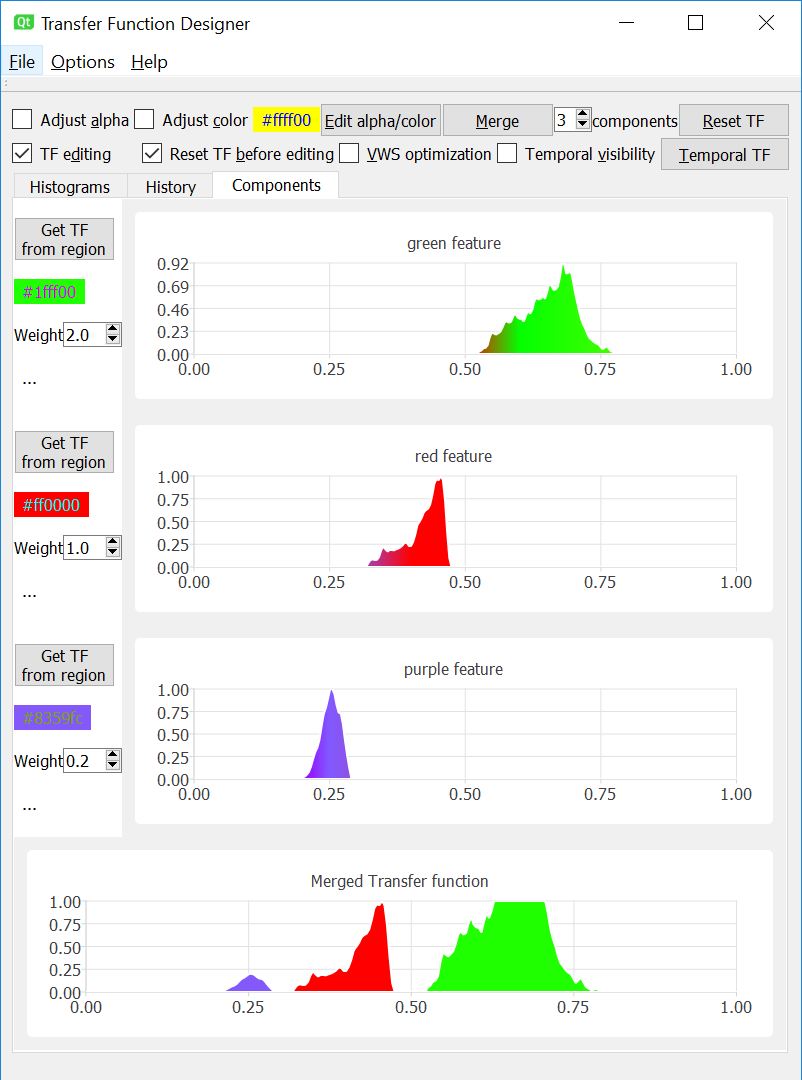 Qt Transfer Function Designer
File Options Help
Adjust alpha Adjust color #ffff00 Edit alpha/color Merge 3 components Reset TF
TF editing Reset TF before editing VWS optimization Temporal visibility Temporal TF
Histograms History Components
Get TF
from region
#1fff00
Weight 2.0
...
green feature
0.92
0.69
0.46
0.23
0.00
0.00 0.25 0.50 0.75 1.00
Get TF
from region
#ff0000
Weight 1.0
...
red feature
1.00
0.75
0.50
0.25
0.00
0.00 0.25 0.50 0.75 1.00
Get TF
from region
#8359fc
Weight 0.2
...
purple feature
1.00
0.75
0.50
0.25
0.00
0.00 0.25 0.50 0.75 1.00
Merged Transfer function
1.00
0.75
0.50
0.25
0.00
0.00 0.25 0.50 0.75 1.00